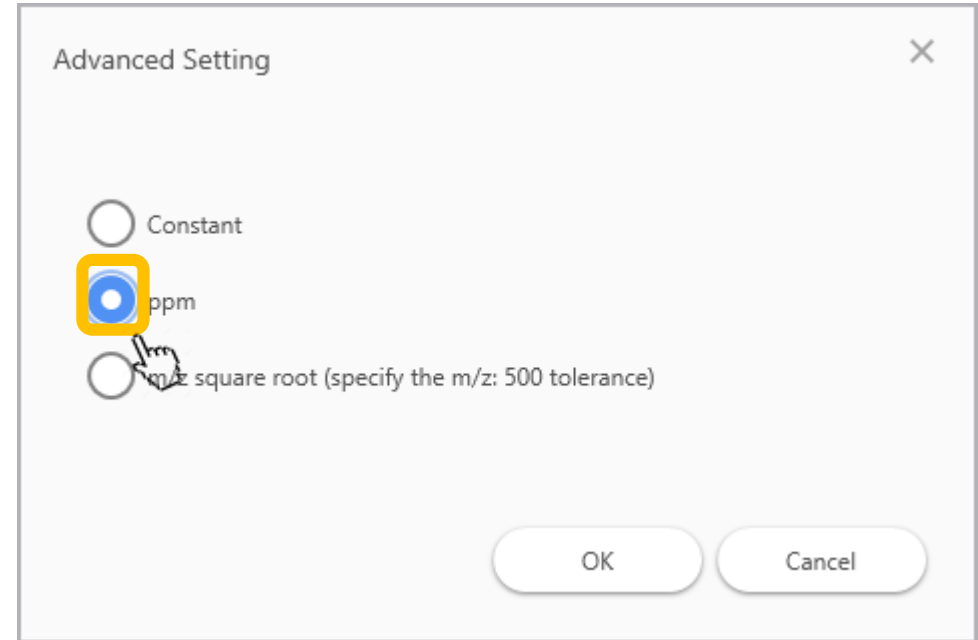 Advanced Setting
Constant
ppm
m/z square root (specify the m/z: 500 tolerance)
OK
Cancel